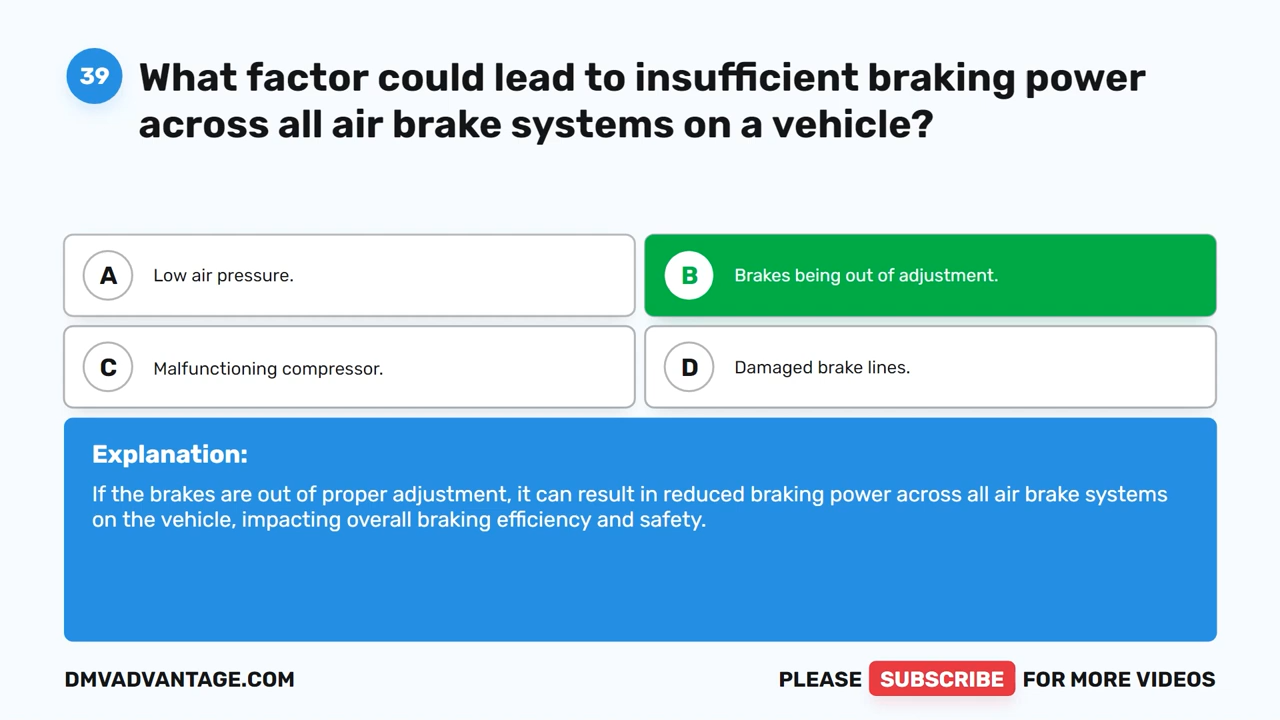 39
What factor could lead to insufficient braking power
across all air brake systems on a vehicle?
A Low air pressure.
B Brakes being out of adjustment.
C Malfunctioning compressor.
D Damaged brake lines.
Explanation:
If the brakes are out of proper adjustment, it can result in reduced braking power across all air brake systems
on the vehicle, impacting overall braking efficiency and safety.
DMVADVANTAGE.COM
PLEASE SUBSCRIBE FOR MORE VIDEOS